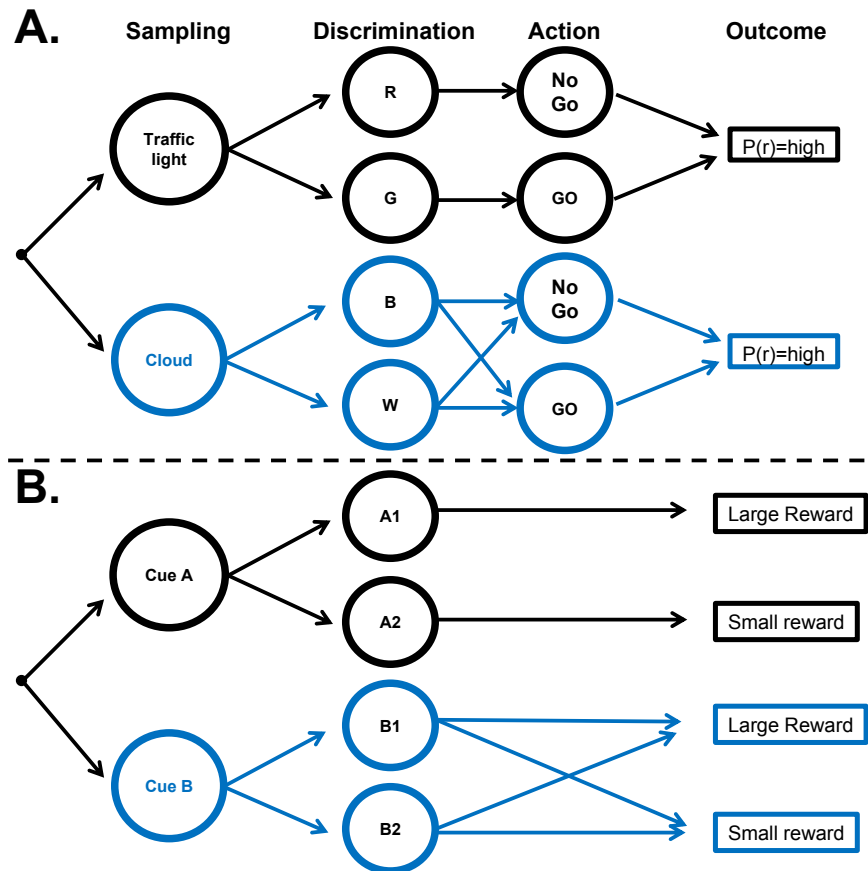 A.
Sampling Discrimination Action Outcome
Traffic
light
R
No
Go
G
GO
P(r)=high
Cloud
B
No
Go
W
GO
P(r)=high
B.
Cue A
A1
Large Reward
A2
Small reward
Cue B
B1
Large Reward
B2
Small reward